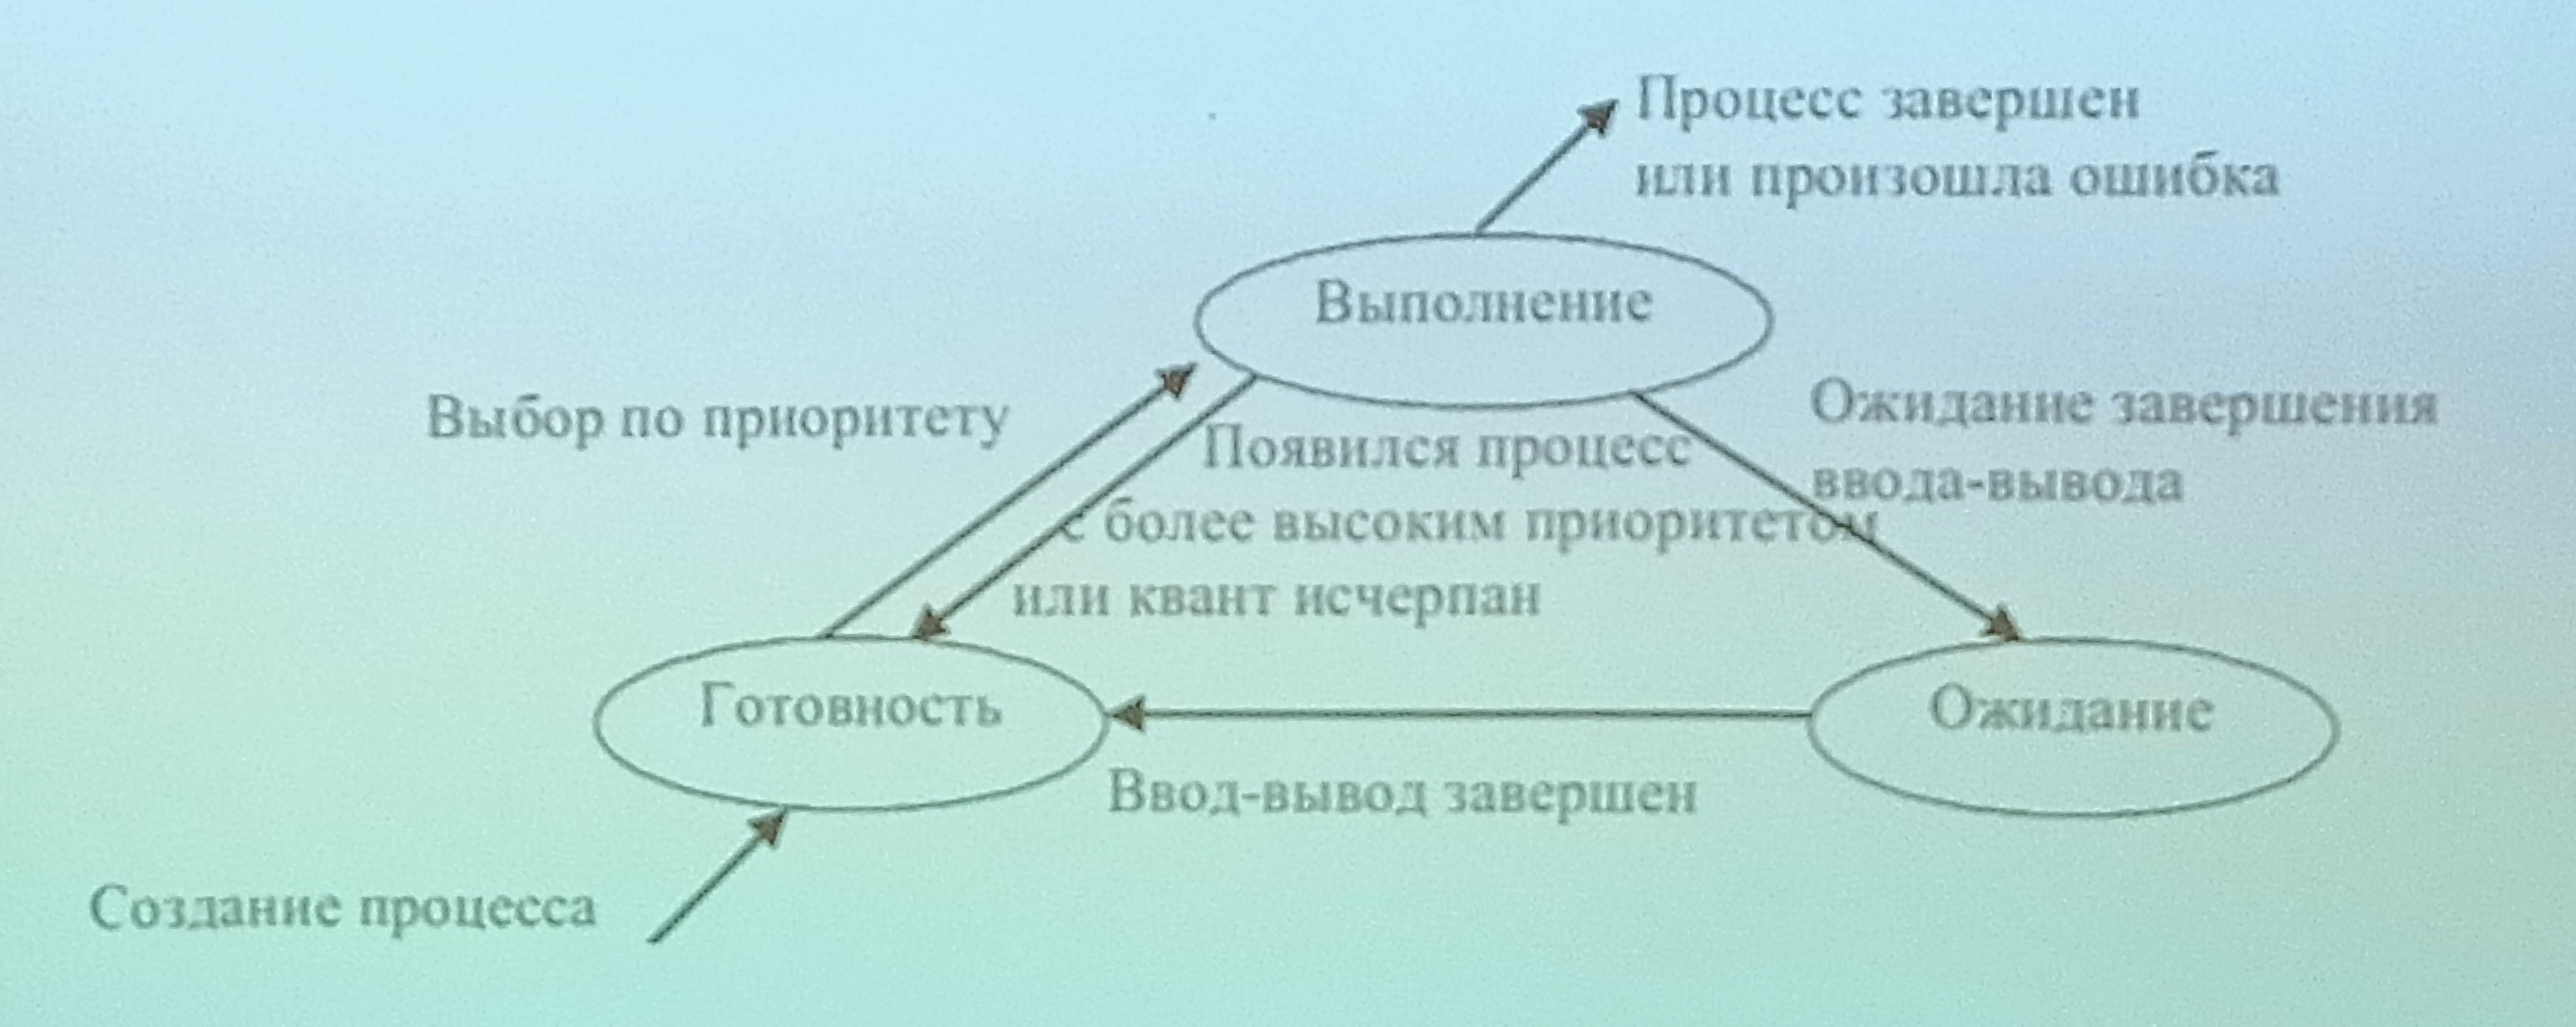 Процесс завершен
или произошла ошибка
Выполнение
Выбор по приоритету
Ожидание завершения
ввода-вывода
Появился процесс
с более высоким приоритетом
или квант исчерпан
Готовность
Ожидание
Ввод-вывод завершен
Создание процесса